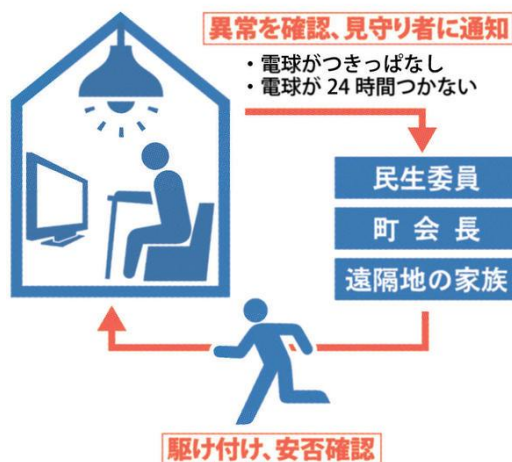 異常を確認、見守り者に通知
・電球がつきっぱなし
・電球が24時間つかない
民生委員
町会長
遠隔地の家族
駆け付け、安否確認